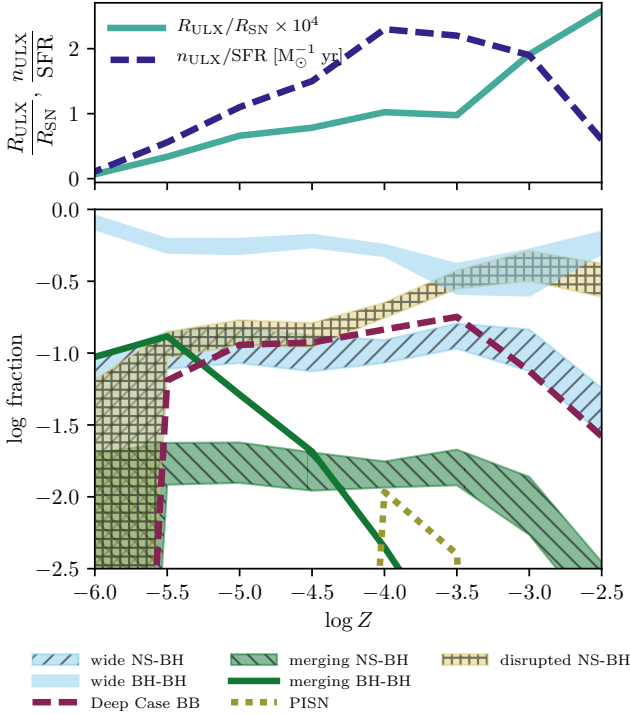 R_ULX/R_SN × 10^4
n_ULX/SFR [M_⊙^−1 yr]
R_ULX/R_SN, n_ULX/SFR
2
1
0
0.0
−0.5
−1.0
−1.5
−2.0
−2.5
log fraction
−6.0 −5.5 −5.0 −4.5 −4.0 −3.5 −3.0 −2.5
log Z
wide NS-BH merging NS-BH disrupted NS-BH
wide BH-BH merging BH-BH
Deep Case BB PISN